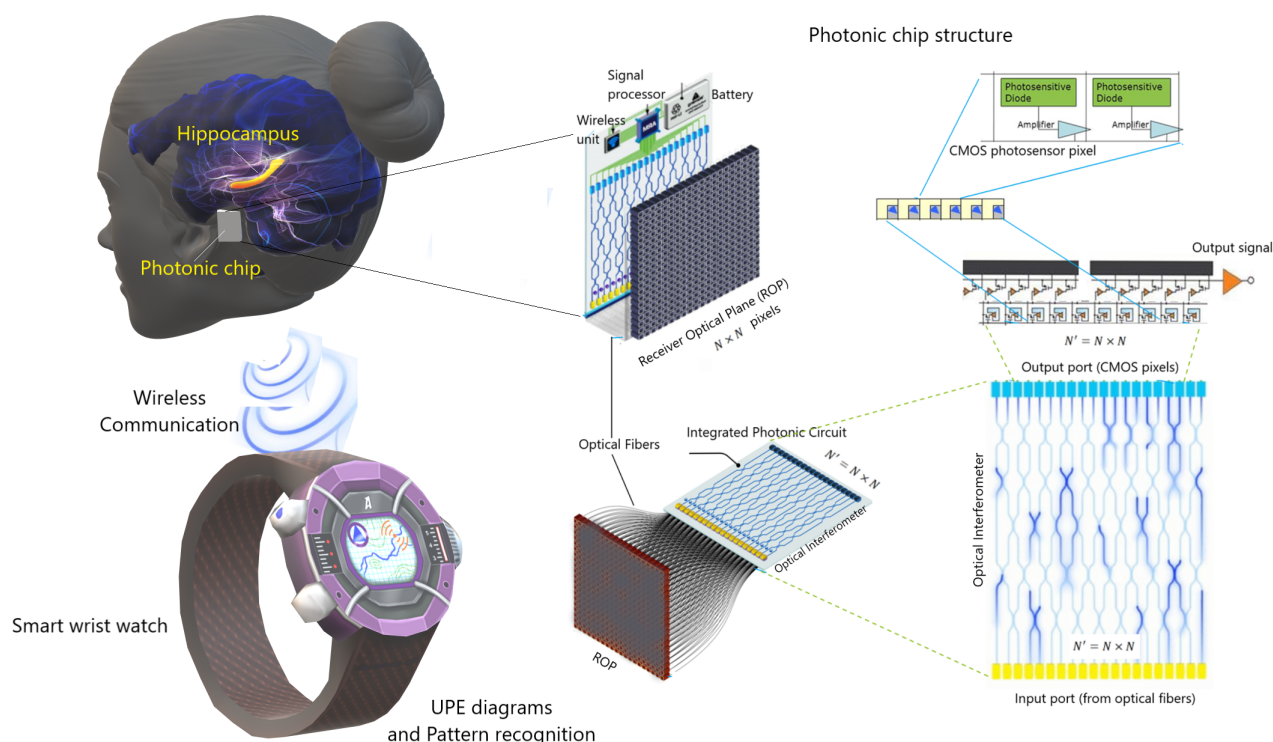 Photonic chip structure
Hippocampus
Photonic chip
Signal
processor
Battery
Wireless
unit
MBA
Receiver Optical Plane (ROP)
N × N pixels
Photosensitive
Diode
Photosensitive
Diode
Amplifier
Amplifier
CMOS photosensor pixel
Output signal
N′ = N × N
Output port (CMOS pixels)
Optical Interferometer
N′ = N × N
Input port (from optical fibers)
Optical Fibers
Integrated Photonic Circuit
N′ = N × N
Optical Interferometer
ROP
Wireless
Communication
Smart wrist watch
UPE diagrams
and Pattern recognition